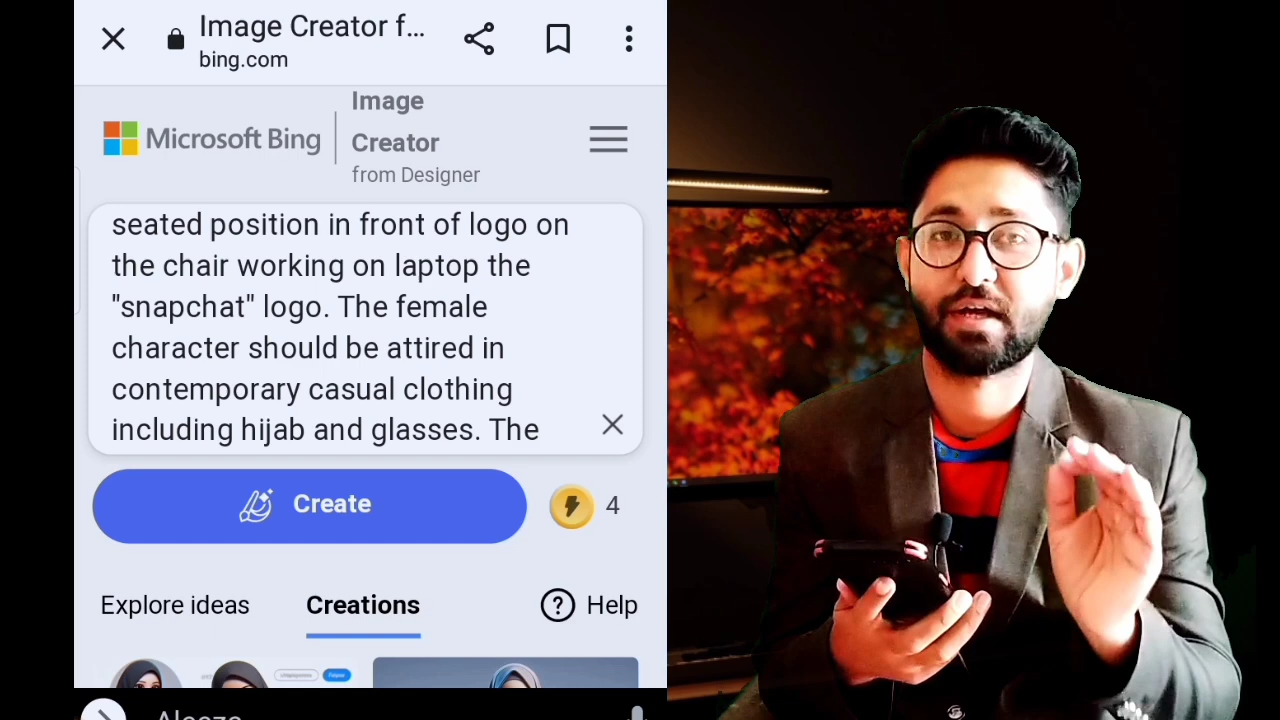 Image Creator f...
bing.com
Microsoft Bing
Image
Creator
from Designer
seated position in front of logo on
the chair working on laptop the
"snapchat" logo. The female
character should be attired in
contemporary casual clothing
including hijab and glasses. The
Create
4
Explore ideas
Creations
Help